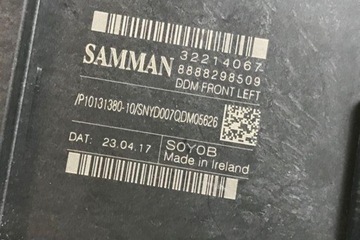 SAMMAN
32214067
8888298509
DDM FRONT LEFT
/P10131380-10/SNYD007QDM05626
DAT: 23.04.17
SOYOB
Made in Ireland